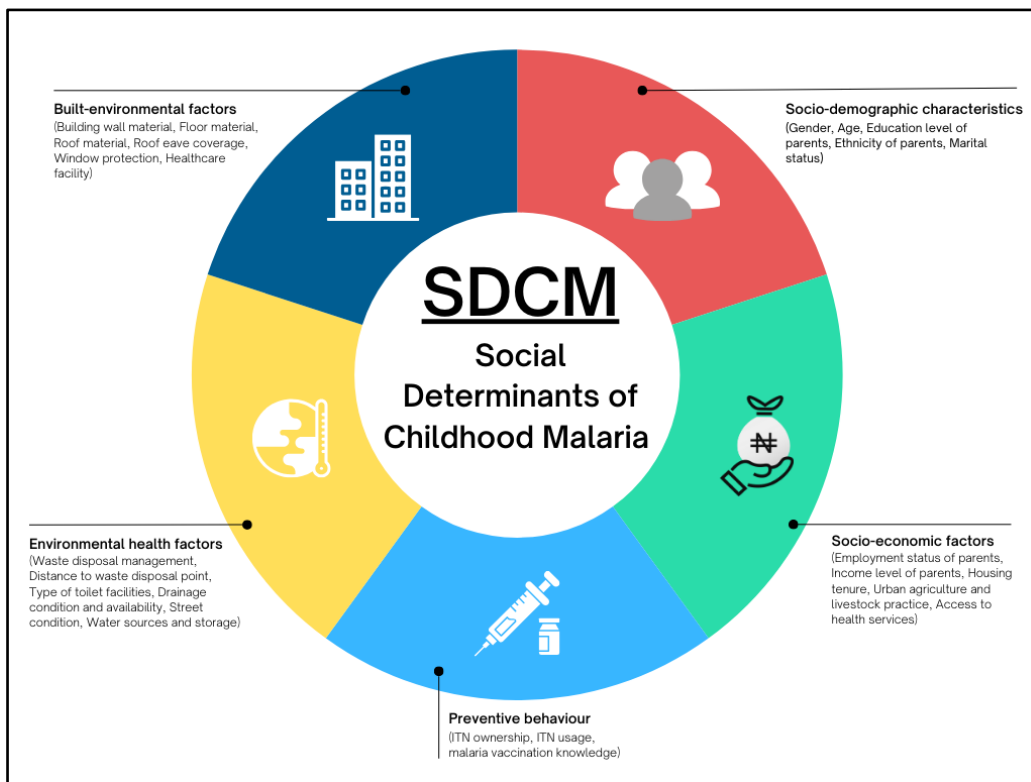 Built-environmental factors
(Building wall material, Floor material,
Roof material, Roof eave coverage,
Window protection, Healthcare
facility)
Socio-demographic characteristics
(Gender, Age, Education level of
parents, Ethnicity of parents, Marital
status)
SDCM
Social
Determinants of
Childhood Malaria
₦
Environmental health factors
(Waste disposal management,
Distance to waste disposal point,
Type of toilet facilities, Drainage
condition and availability, Street
condition, Water sources and storage)
Socio-economic factors
(Employment status of parents,
Income level of parents, Housing
tenure, Urban agriculture and
livestock practice, Access to
health services)
Preventive behaviour
(ITN ownership, ITN usage,
malaria vaccination knowledge)